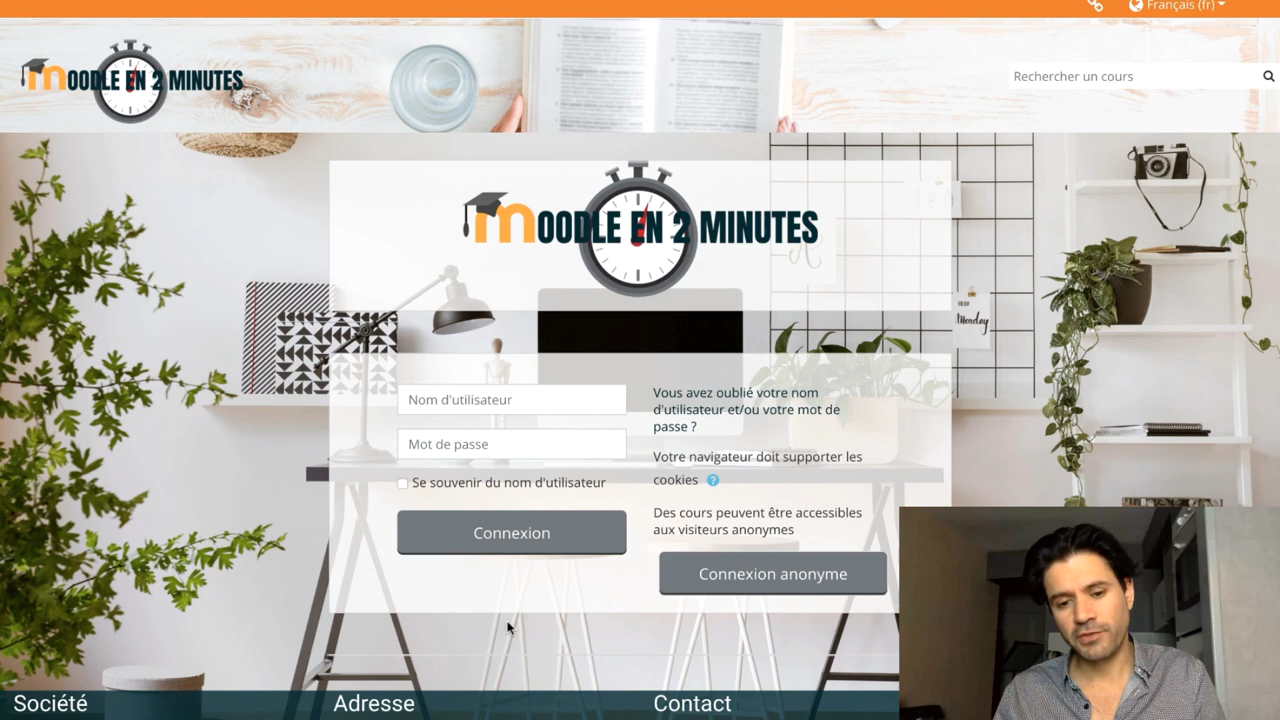 Français (fr)
MOODLE EN 2 MINUTES
Rechercher un cours
MOODLE EN 2 MINUTES
Monday
Nom d'utilisateur
Mot de passe
Se souvenir du nom d'utilisateur
Connexion
Vous avez oublié votre nom
d'utilisateur et/ou votre mot de
passe ?
Votre navigateur doit supporter les
cookies ?
Des cours peuvent être accessibles
aux visiteurs anonymes
Connexion anonyme
Société
Adresse
Contact